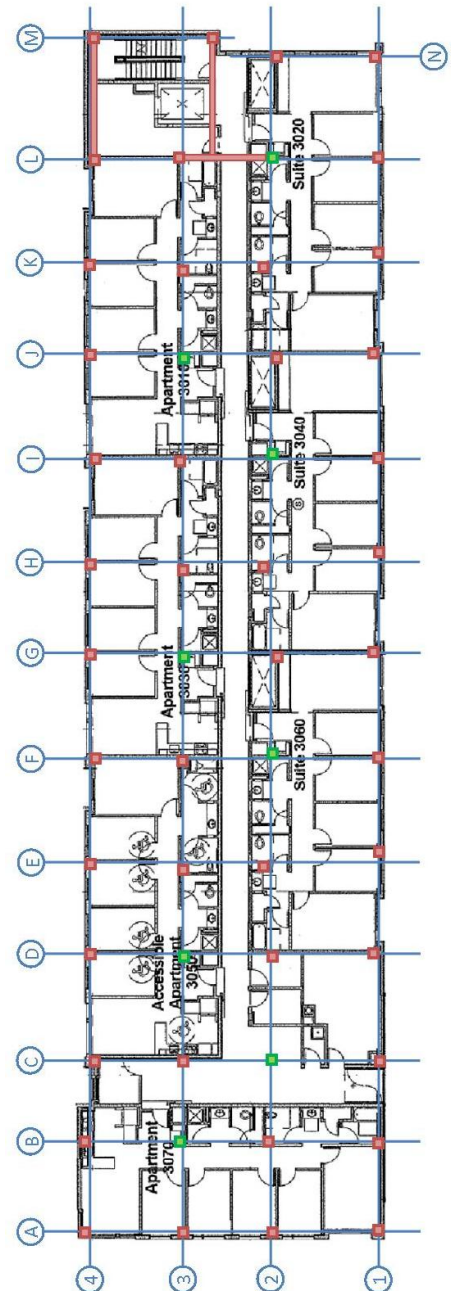 M
N
L
K
J
I
H
G
F
E
D
C
B
A
4
3
2
1
Suite 3020
Apartment
3010
Suite 3040
S
Apartment
3030
Suite 3060
Accessible
Apartment
3050
Apartment
3070